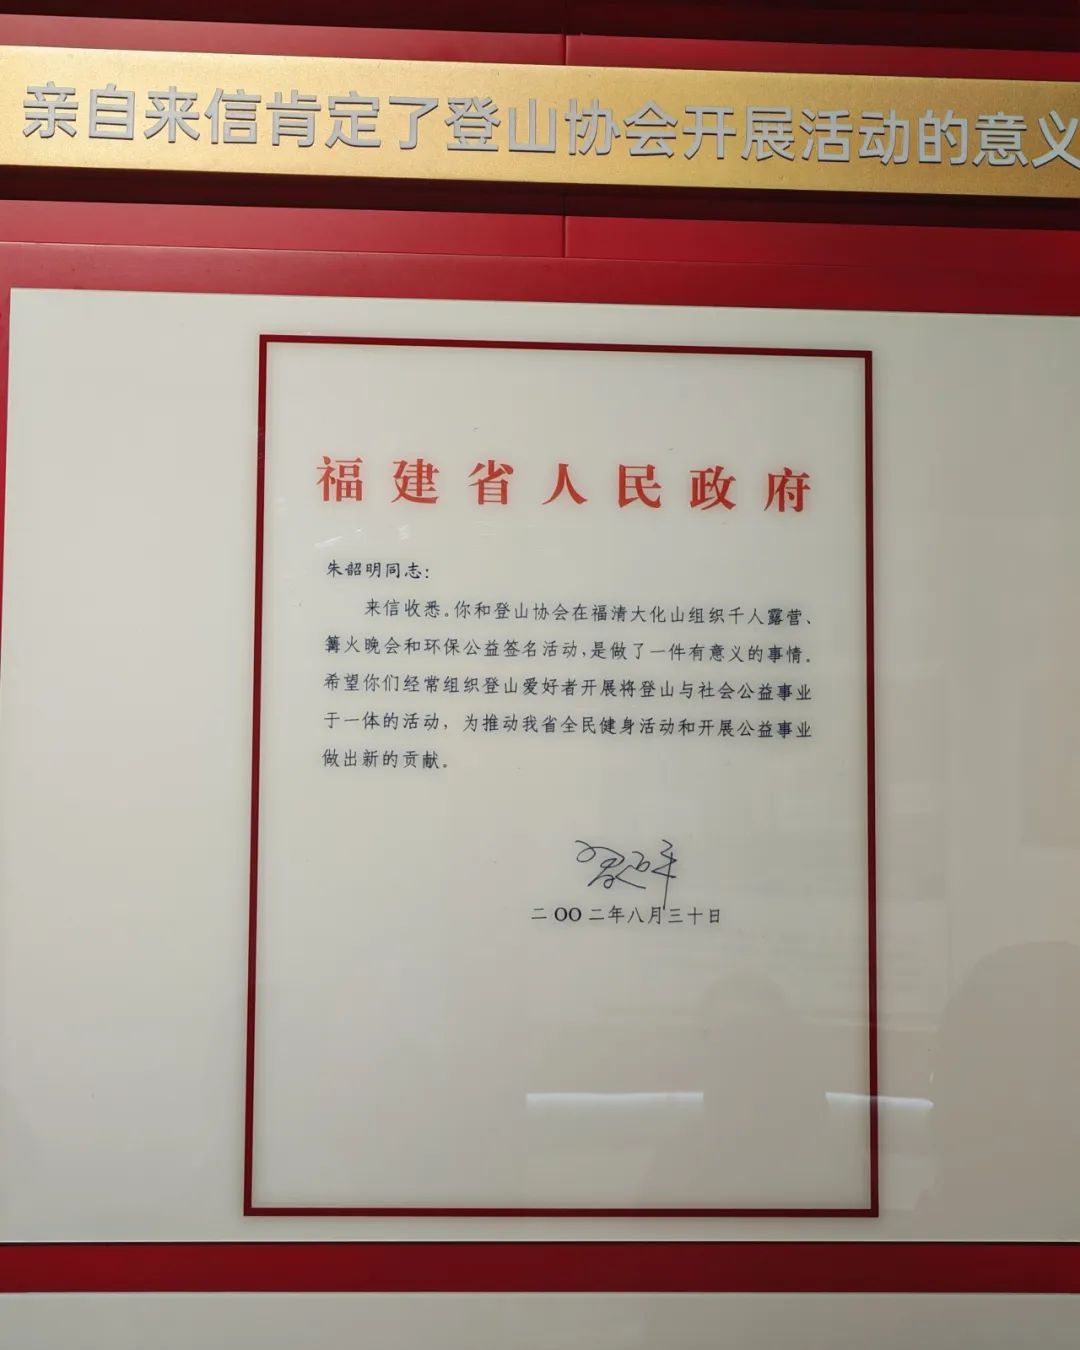 亲自来信肯定了登山协会开展活动的意义
福建省人民政府
朱韶明同志:
来信收悉。你和登山协会在福清大化山组织千人露营、
篝火晚会和环保公益签名活动,是做了一件有意义的事情。
希望你们经常组织登山爱好者开展将登山与社会公益事业
于一体的活动，为推动我省全民健身活动和开展公益事业
做出新的贡献。
习近平
二OO二年八月三十日